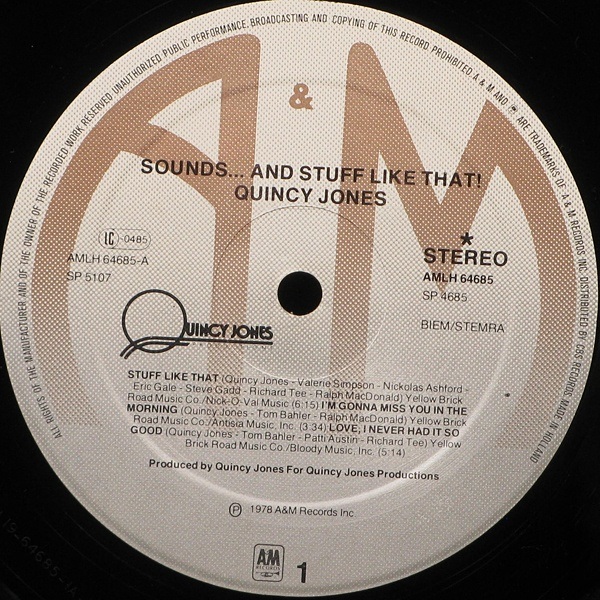 ALL RIGHTS OF THE MANUFACTURER AND OF THE OWNER OF THE RECORDED WORK RESERVED. UNAUTHORIZED PUBLIC PERFORMANCE, BROADCASTING AND COPYING OF THIS RECORD PROHIBITED. A & M AND ARE TRADEMARKS OF A & M RECORDS INC. DISTRIBUTED BY CBS RECORDS. MADE IN HOLLAND
A & M
SOUNDS... AND STUFF LIKE THAT!
QUINCY JONES
LC -0485
AMLH 64685-A
SP 5107
*
STEREO
AMLH 64685
SP 4685
BIEM/STEMRA
QUINCY JONES
STUFF LIKE THAT (Quincy Jones - Valerie Simpson - Nickolas Ashford -
Eric Gale - Steve Gadd - Richard Tee - Ralph MacDonald) Yellow Brick
Road Music Co./Nick-O-Val Music (6:15) I'M GONNA MISS YOU IN THE
MORNING (Quincy Jones - Tom Bahler - Ralph MacDonald) Yellow Brick
Road Music Co./Antisia Music, Inc. (3:34) LOVE, I NEVER HAD IT SO
GOOD (Quincy Jones - Tom Bahler - Patti Austin - Richard Tee) Yellow
Brick Road Music Co./Bloody Music, Inc. (5:14)
Produced by Quincy Jones For Quincy Jones Productions
℗ 1978 A&M Records Inc
AM
RECORDS
1